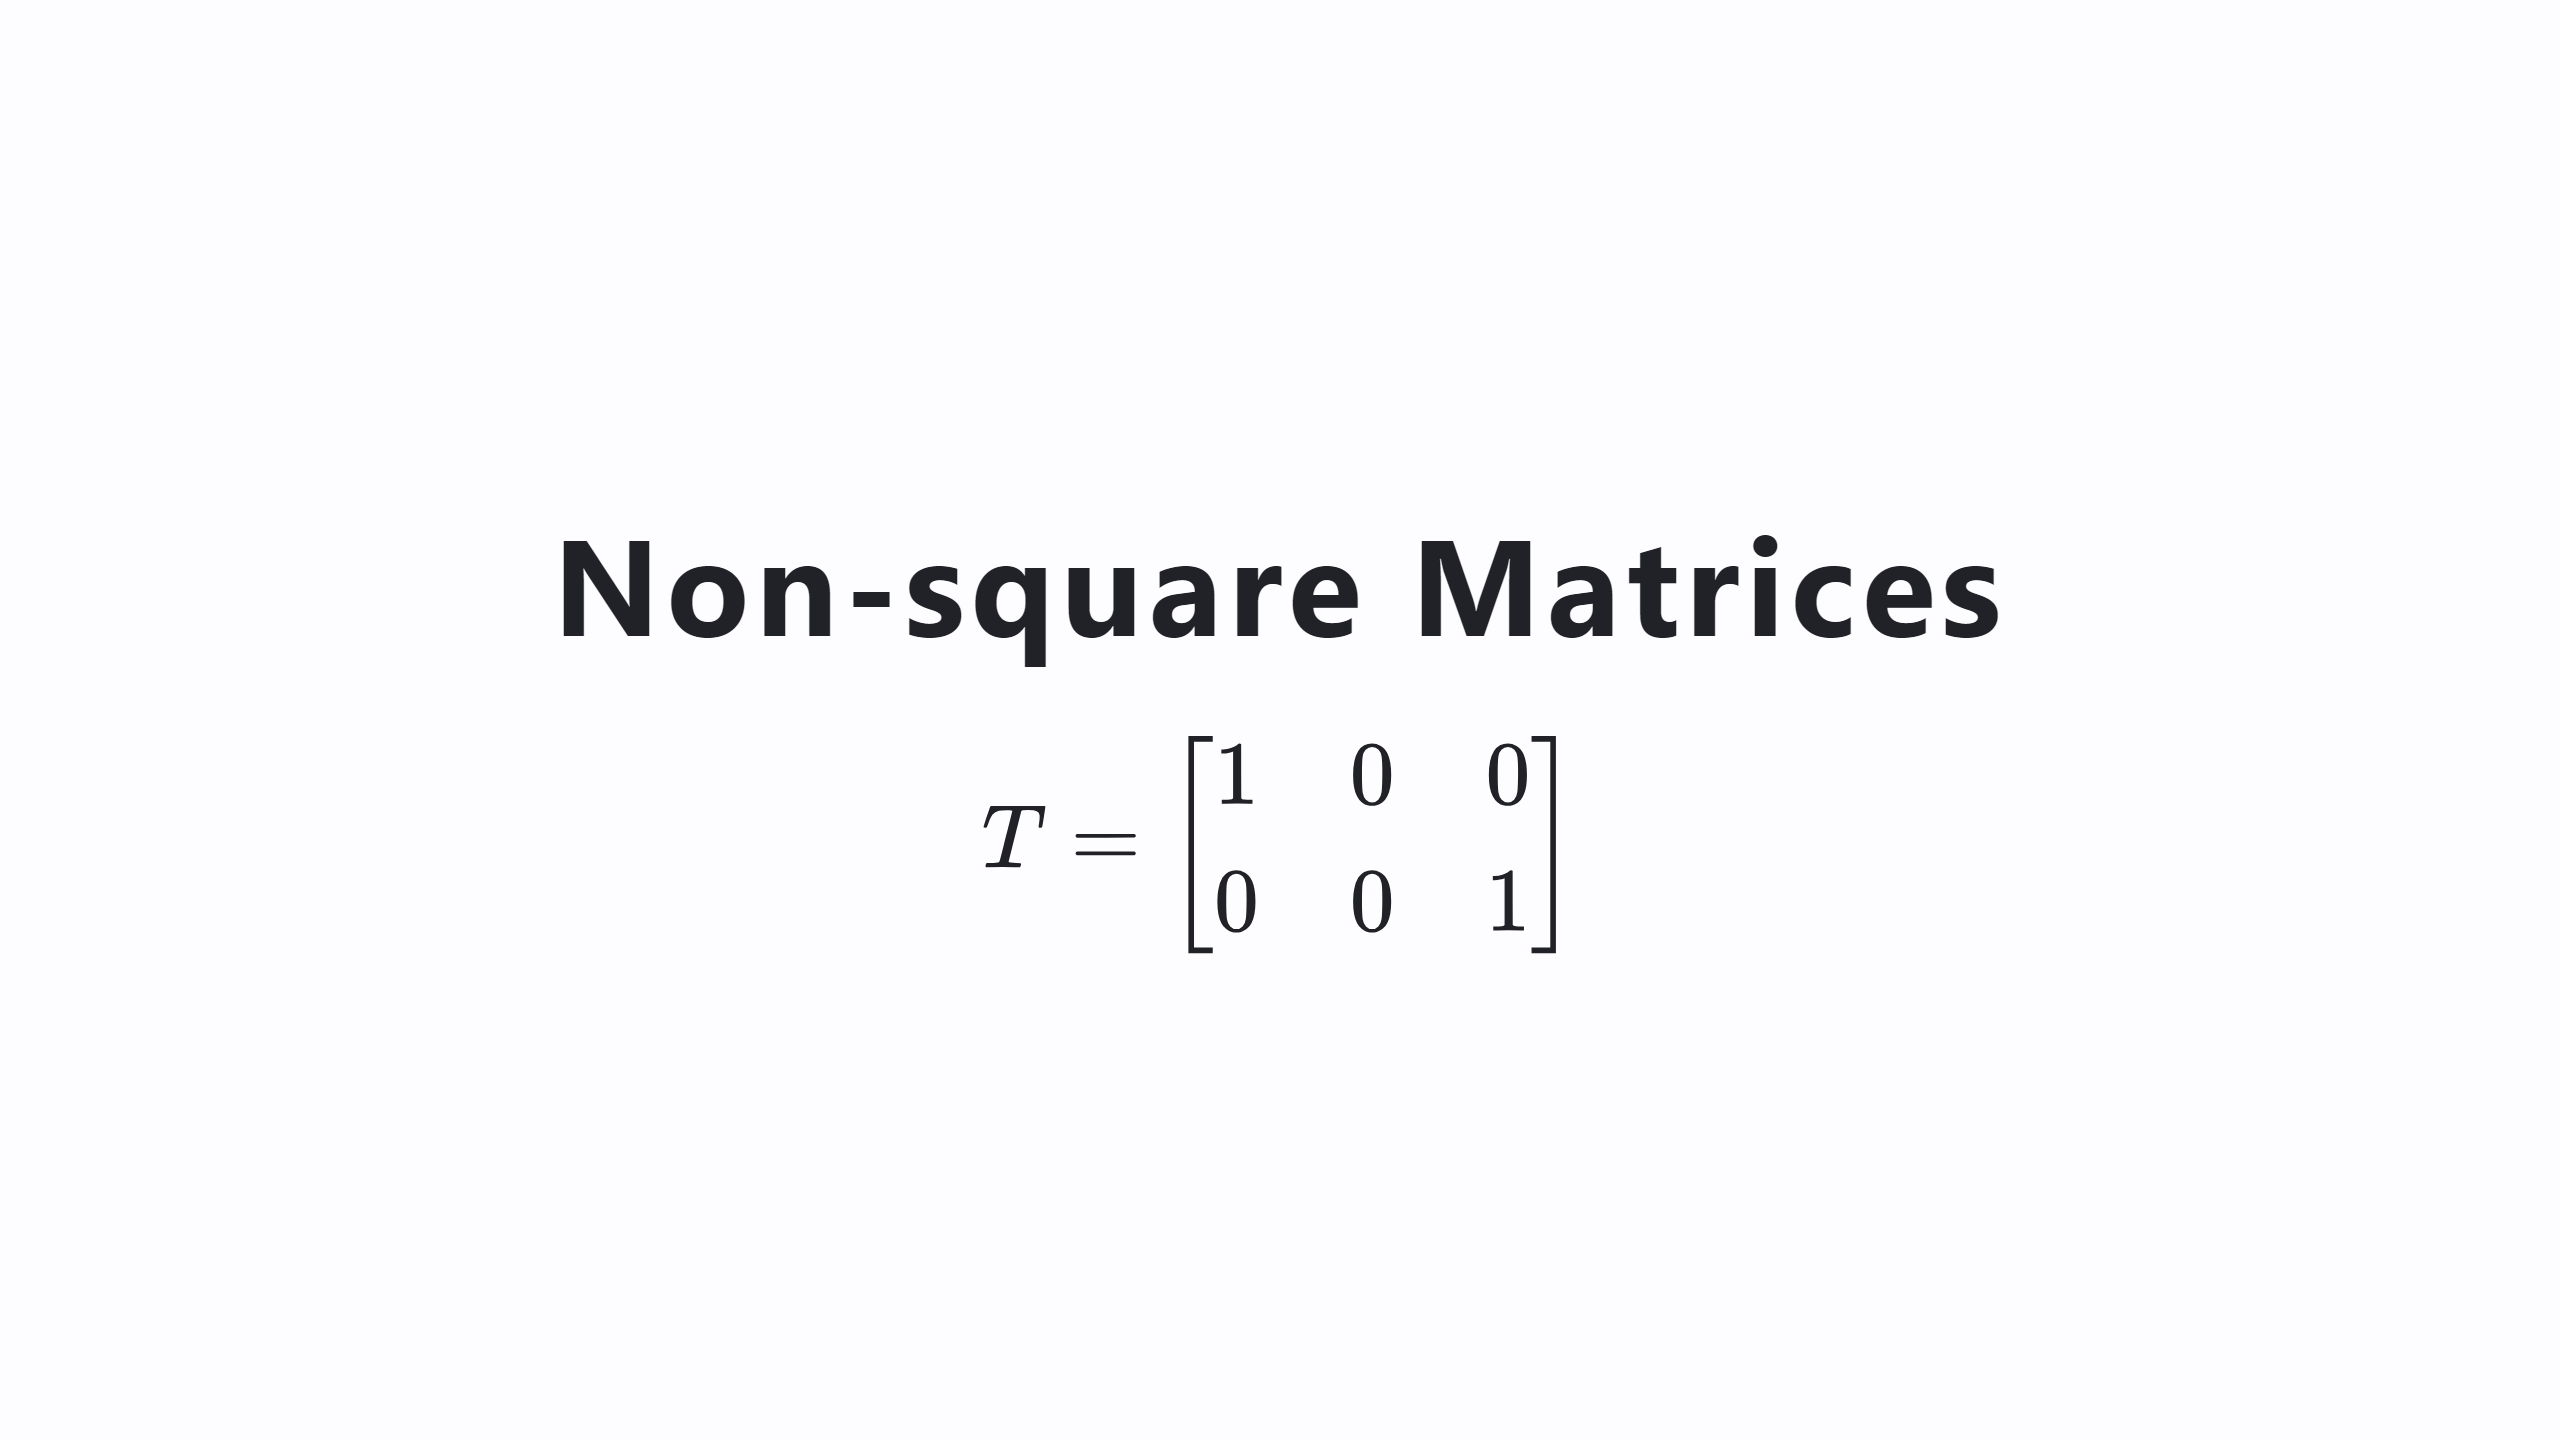 Non-square Matrices
T = [1 0 0
0 0 1]